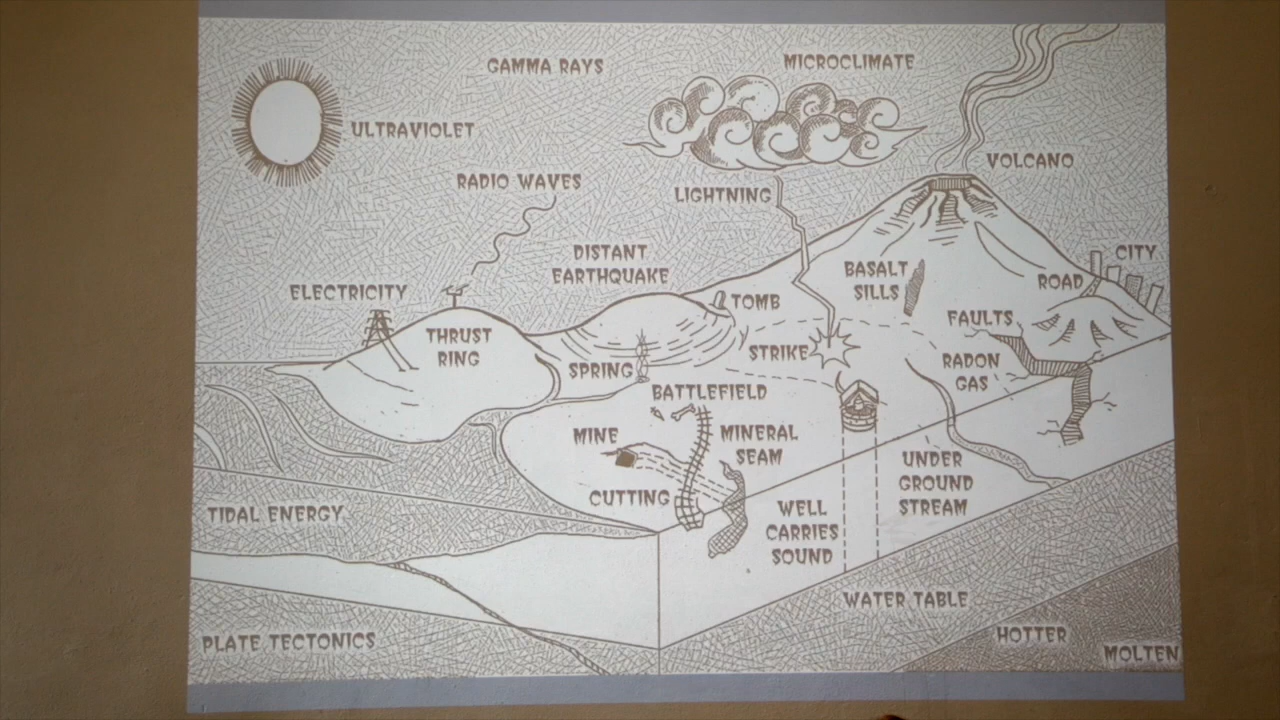 GAMMA RAYS
MICROCLIMATE
ULTRAVIOLET
VOLCANO
RADIO WAVES
LIGHTNING
DISTANT
EARTHQUAKE
CITY
BASALT
SILLS
ROAD
ELECTRICITY
TOMB
FAULTS
THRUST
RING
STRIKE
RADON
GAS
SPRING
BATTLEFIELD
MINE
MINERAL
SEAM
UNDER
GROUND
STREAM
CUTTING
WELL
CARRIES
SOUND
TIDAL ENERGY
WATER TABLE
PLATE TECTONICS
HOTTER
MOLTEN